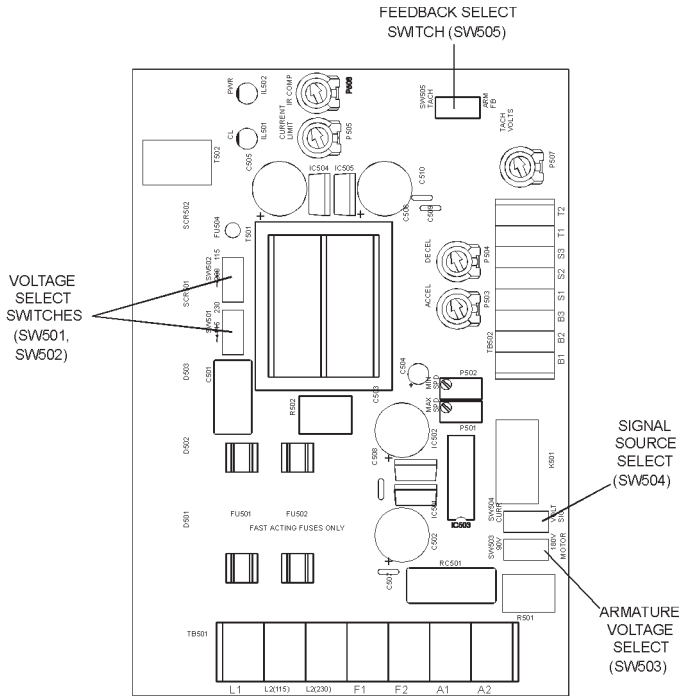 FEEDBACK SELECT
SWITCH (SW505)
PWR
IL502
IR COMP
SW505
TACH
ARM
FB
TACH
VOLTS
CL
IL501
C505
CURRENT
LIMIT
P505
P507
T502
IC504
IC505
C510
C509
SCR502
FU504
T501
DECEL
P504
T2
T1
S3
S2
S1
B3
B2
B1
TB502
VOLTAGE
SELECT
SWITCHES
(SW501,
SW502)
SCR501
SW502
115
230
SW501
ACCEL
P503
D503
C501
R502
C503
C504
MIN
SPD
P502
MAX
SPD
P501
D502
C508
IC502
K501
SIGNAL
SOURCE
SELECT
(SW504)
D501
FU501
FU502
FAST ACTING FUSES ONLY
IC503
C502
SW504
CURR
VOLT
SW503
90V
180V
MOTOR
RC501
R501
ARMATURE
VOLTAGE
SELECT
(SW503)
TB501
L1
L2(115)
L2(230)
F1
F2
A1
A2